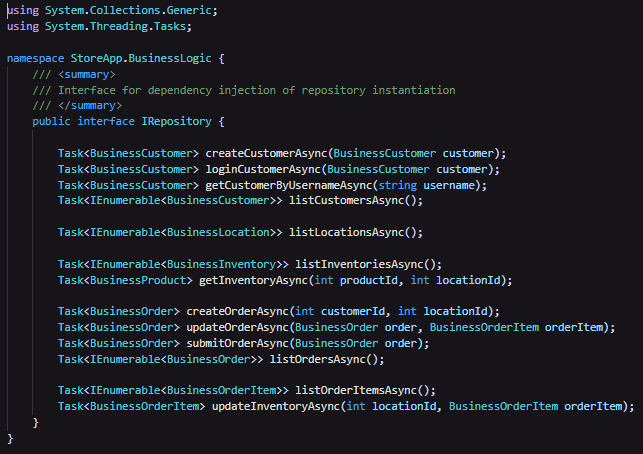 using System.Collections.Generic;
using System.Threading.Tasks;
namespace StoreApp.BusinessLogic {
/// <summary>
/// Interface for dependency injection of repository instantiation
/// </summary>
public interface IRepository {
Task<BusinessCustomer> createCustomerAsync(BusinessCustomer customer);
Task<BusinessCustomer> loginCustomerAsync(BusinessCustomer customer);
Task<BusinessCustomer> getCustomerByUsernameAsync(string username);
Task<IEnumerable<BusinessCustomer>> listCustomersAsync();
Task<IEnumerable<BusinessLocation>> listLocationsAsync();
Task<IEnumerable<BusinessInventory>> listInventoriesAsync();
Task<BusinessProduct> getInventoryAsync(int productId, int locationId);
Task<BusinessOrder> createOrderAsync(int customerId, int locationId);
Task<BusinessOrder> updateOrderAsync(BusinessOrder order, BusinessOrderItem orderItem);
Task<BusinessOrder> submitOrderAsync(BusinessOrder order);
Task<IEnumerable<BusinessOrder>> listOrdersAsync();
Task<IEnumerable<BusinessOrderItem>> listOrderItemsAsync();
Task<BusinessOrderItem> updateInventoryAsync(int locationId, BusinessOrderItem orderItem);
}
}